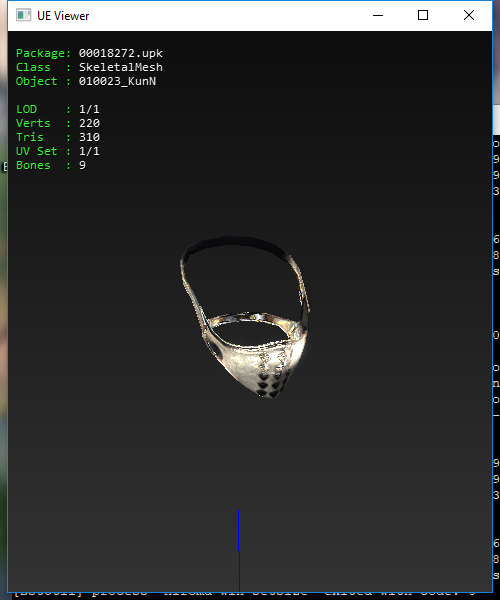 UE Viewer
Package: 00018272.upk
Class : SkeletalMesh
Object : 010023_KunN
LOD : 1/1
Verts : 220
Tris : 310
UV Set : 1/1
Bones : 9